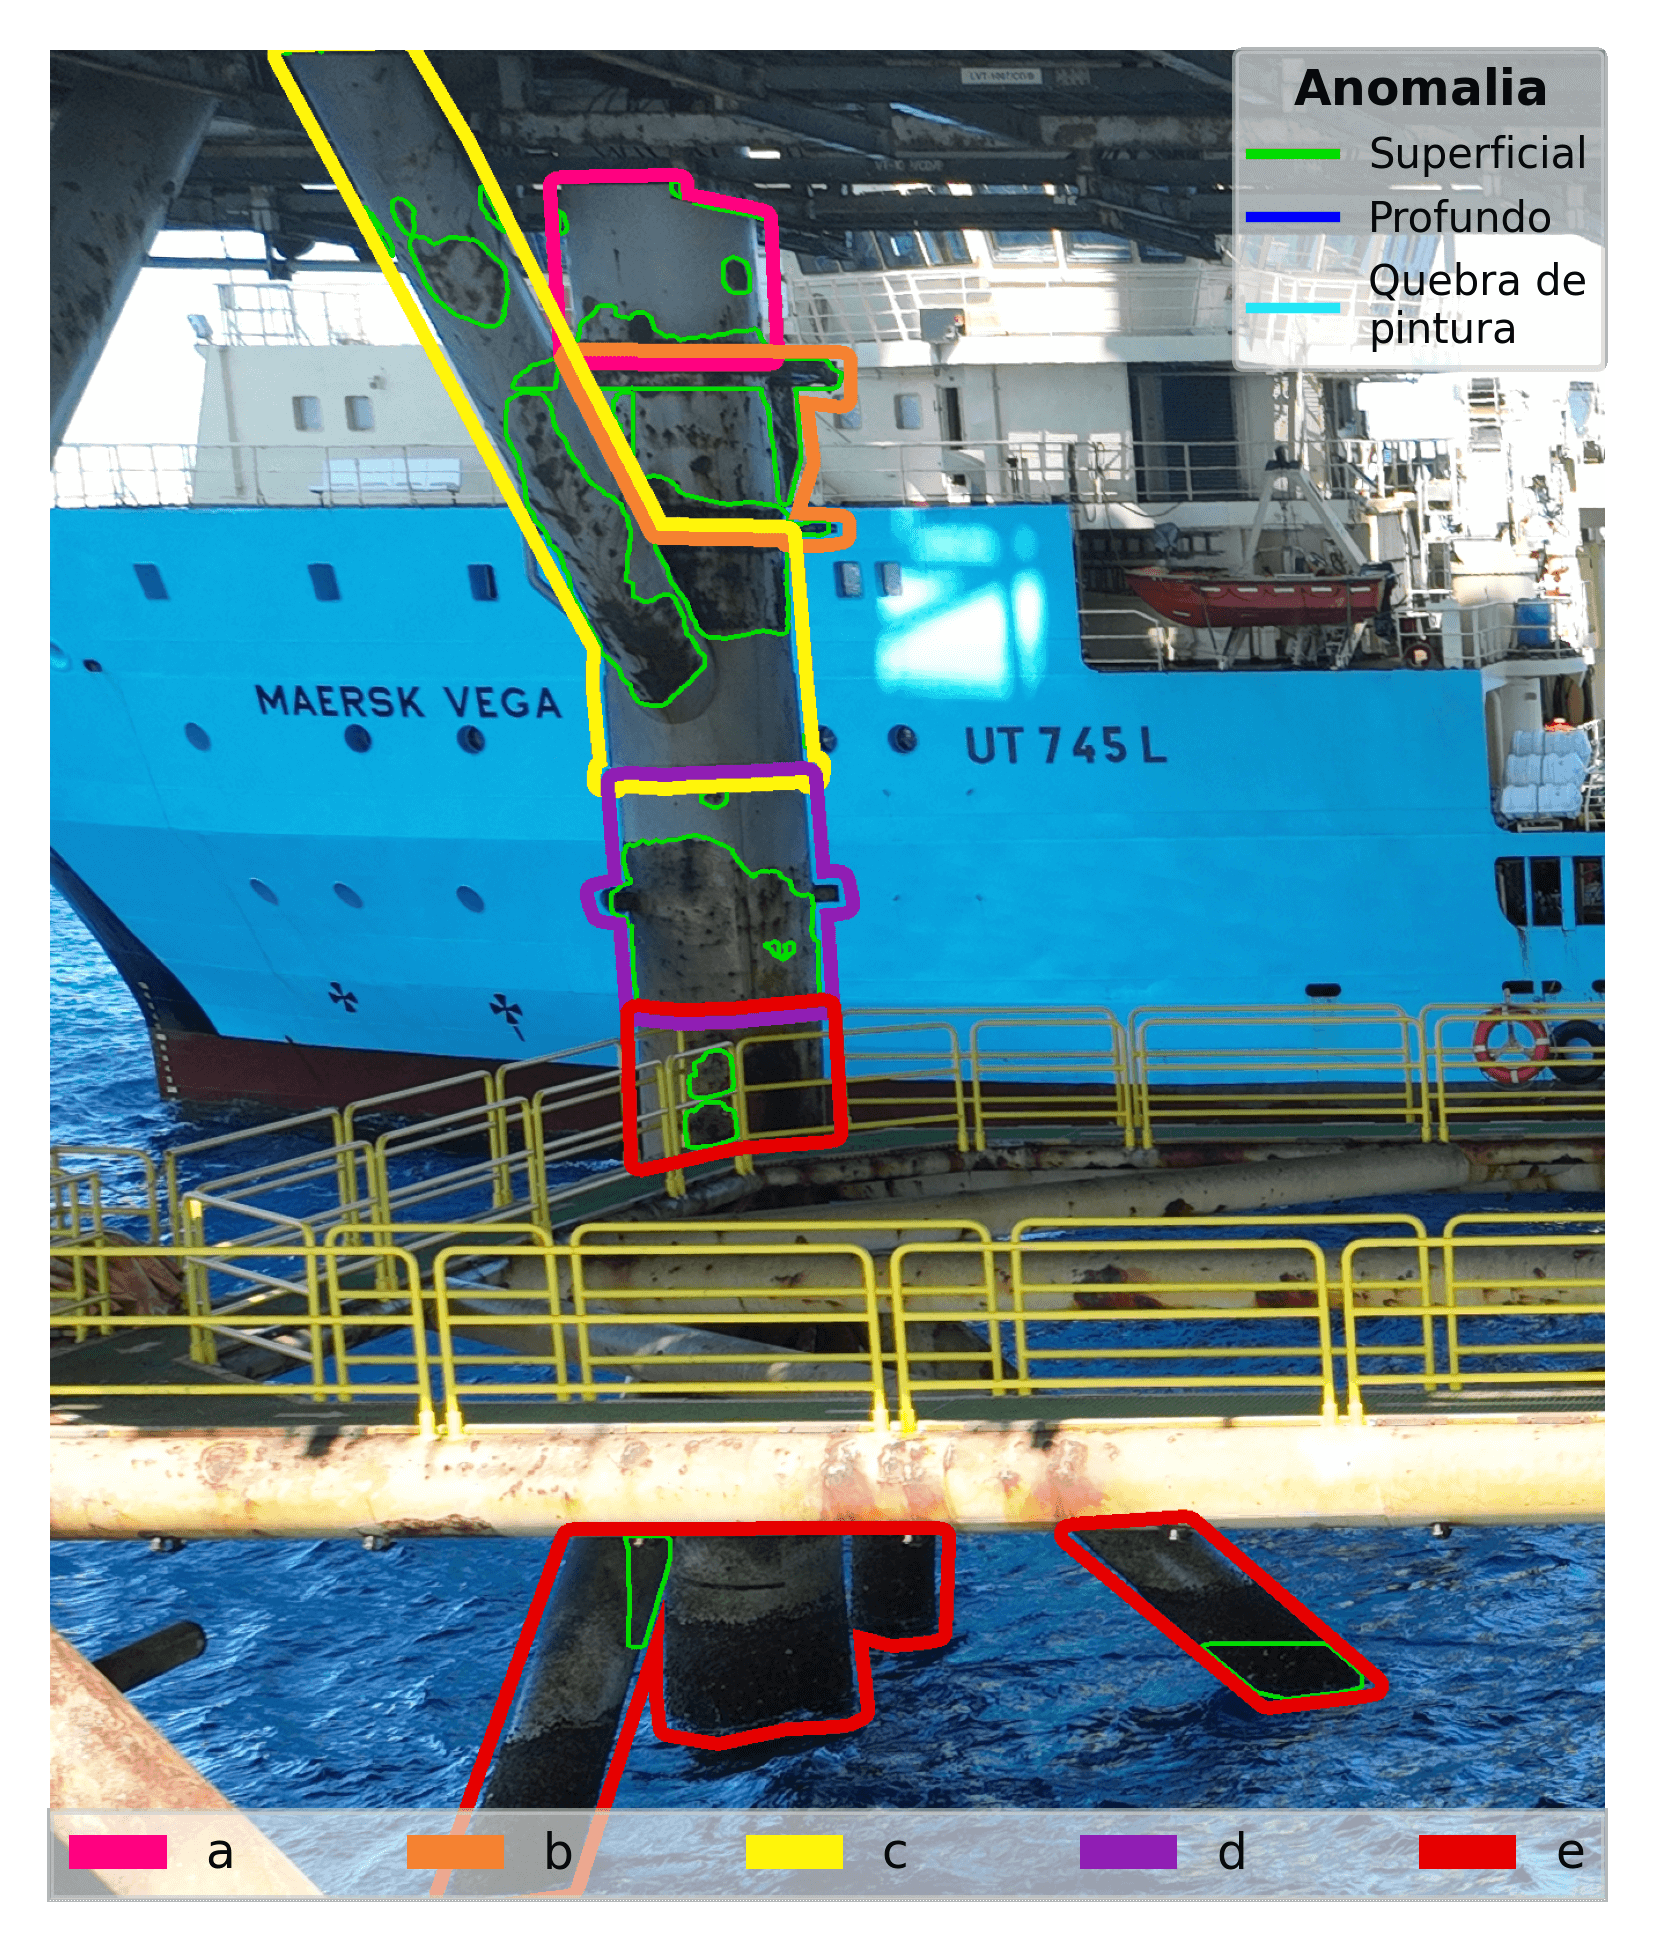 Anomalia
Superficial
Profundo
Quebra de
pintura
MAERSK VEGA
UT 745 L
a
b
c
d
e